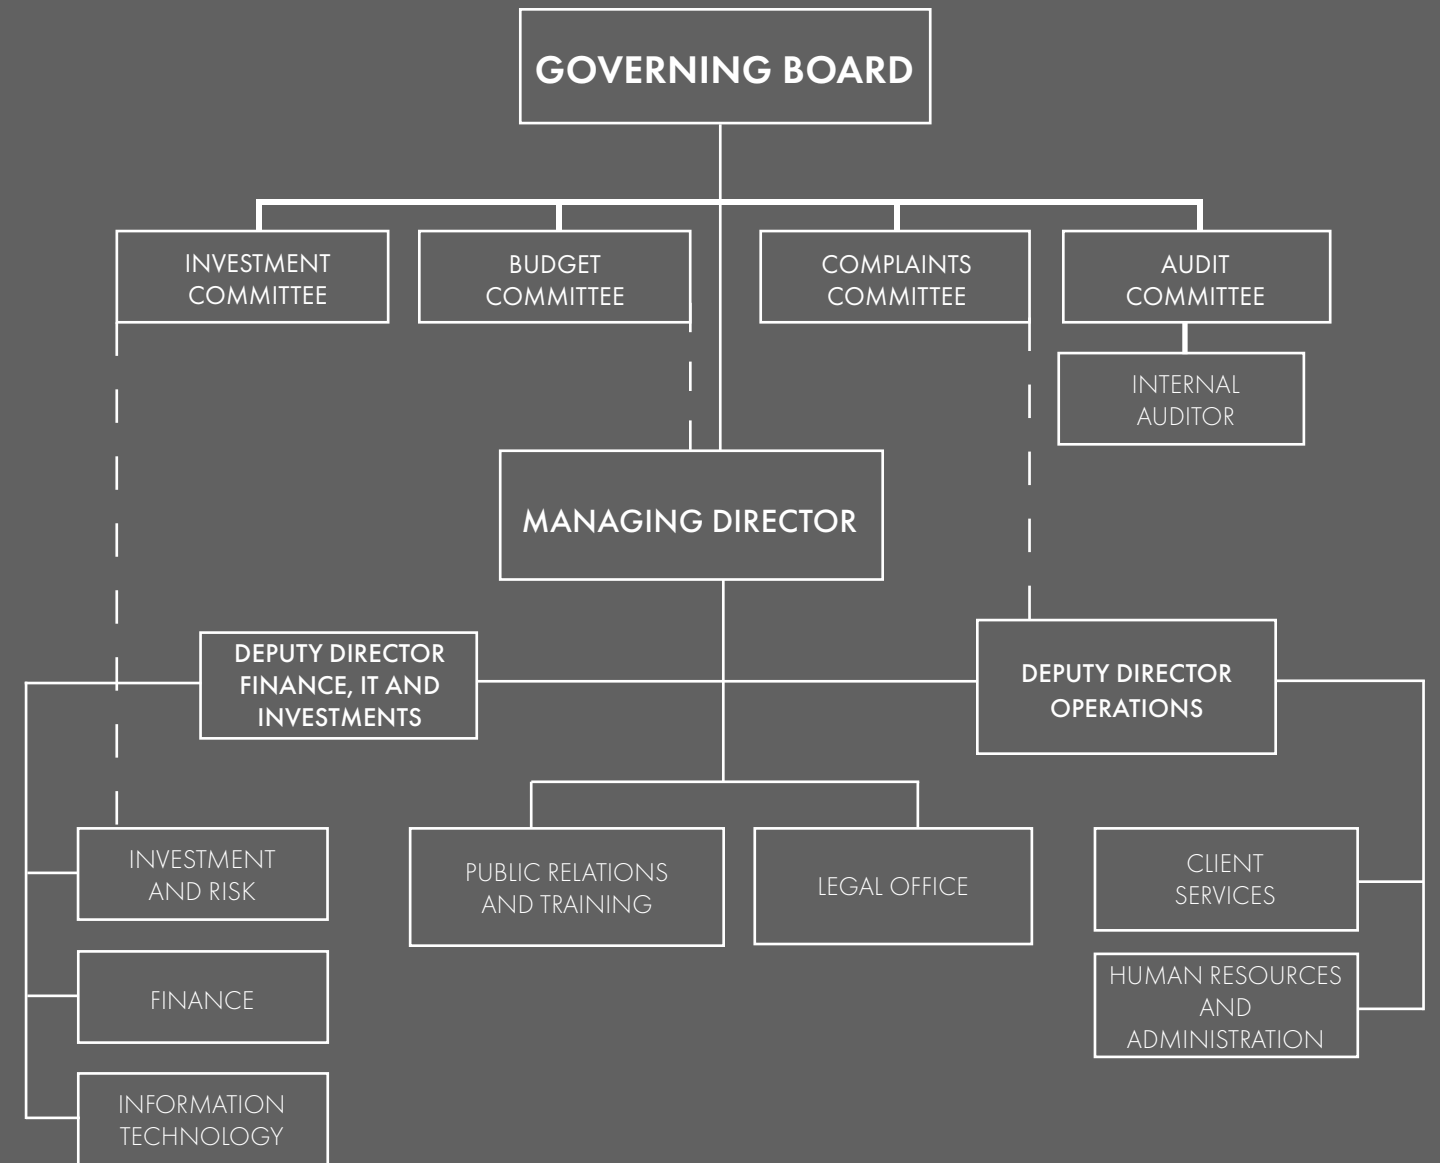 GOVERNING BOARD
INVESTMENT
COMMITTEE
BUDGET
COMMITTEE
COMPLAINTS
COMMITTEE
AUDIT
COMMITTEE
INTERNAL
AUDITOR
MANAGING DIRECTOR
DEPUTY DIRECTOR
FINANCE, IT AND
INVESTMENTS
DEPUTY DIRECTOR
OPERATIONS
INVESTMENT
AND RISK
PUBLIC RELATIONS
AND TRAINING
LEGAL OFFICE
CLIENT
SERVICES
FINANCE
HUMAN RESOURCES
AND
ADMINISTRATION
INFORMATION
TECHNOLOGY